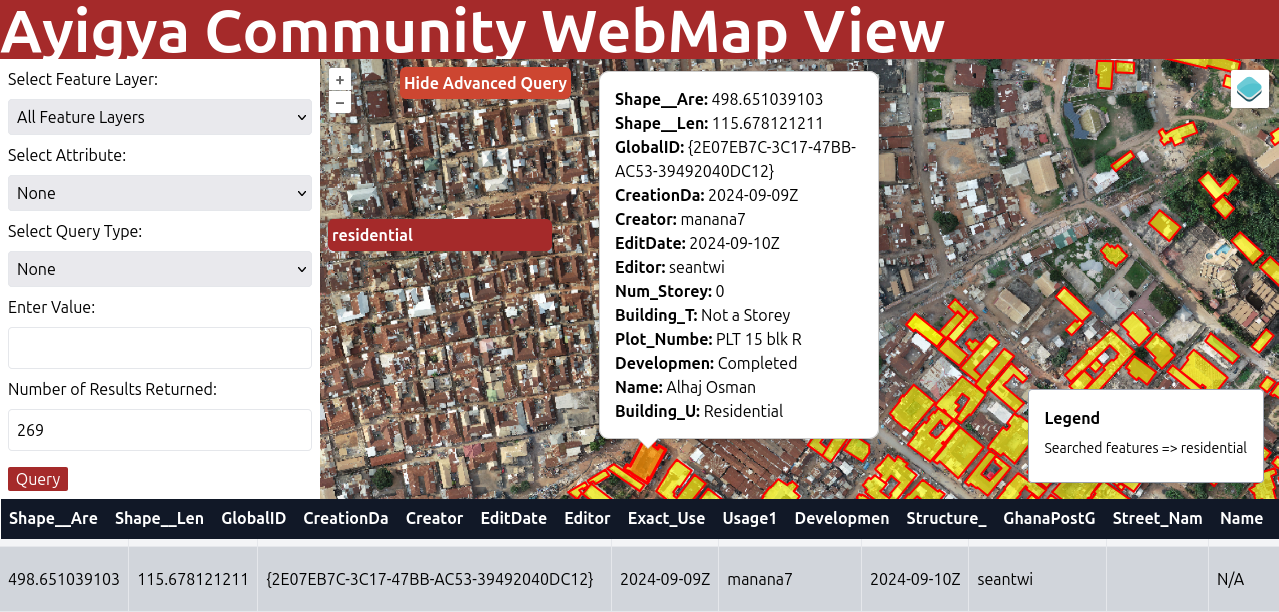 Ayigya Community WebMap View
Select Feature Layer:
All Feature Layers
Select Attribute:
None
Select Query Type:
None
Enter Value:
Number of Results Returned:
269
Query
+
Hide Advanced Query
–
residential
Shape__Are: 498.651039103
Shape__Len: 115.678121211
GlobalID: {2E07EB7C-3C17-47BB-
AC53-39492040DC12}
CreationDa: 2024-09-09Z
Creator: manana7
EditDate: 2024-09-10Z
Editor: seantwi
Num_Storey: 0
Building_T: Not a Storey
Plot_Numbe: PLT 15 blk R
Developmen: Completed
Name: Alhaj Osman
Building_U: Residential
Legend
Searched features => residential
Shape__Are Shape__Len GlobalID CreationDa Creator EditDate Editor Exact_Use Usage1 Developmen Structure_ GhanaPostG Street_Nam Name
498.651039103 115.678121211 {2E07EB7C-3C17-47BB-AC53-39492040DC12} 2024-09-09Z manana7 2024-09-10Z seantwi N/A